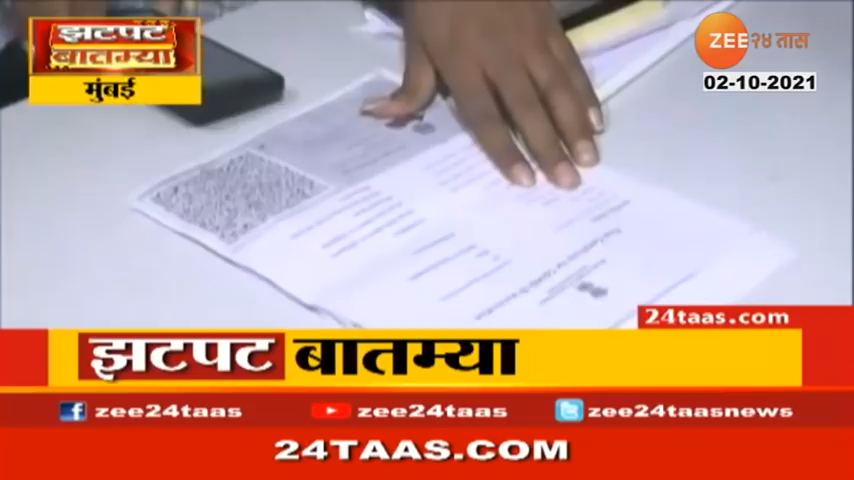 झटपट
बातम्या
मुंबई
ZEE २४ तास
02-10-2021
24taas.com
झटपट बातम्या
zee24taas
zee24taas
zee24taasnews
24TAAS.COM